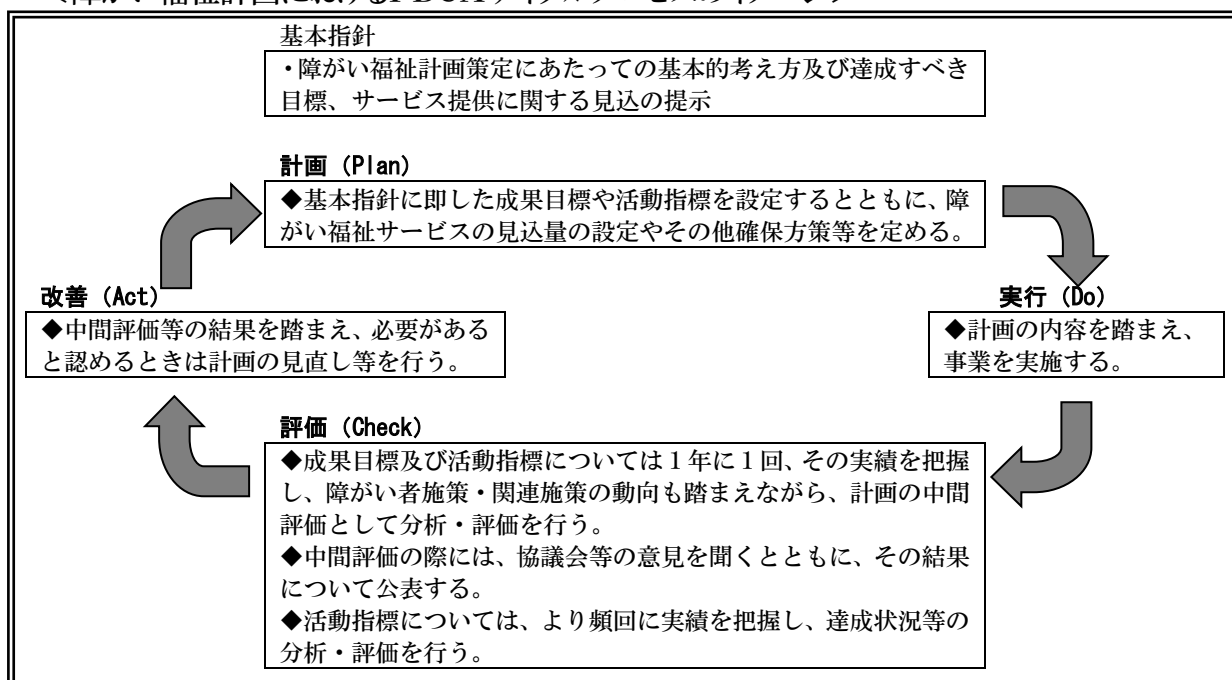 基本指針
・障がい福祉計画策定にあたっての基本的考え方及び達成すべき
目標、サービス提供に関する見込の提示
計画（Plan）
◆基本指針に即した成果目標や活動指標を設定するとともに、障
がい福祉サービスの見込量の設定やその他確保方策等を定める。
改善（Act）
◆中間評価等の結果を踏まえ、必要がある
と認めるときは計画の見直し等を行う。
実行（Do）
◆計画の内容を踏まえ、
事業を実施する。
評価（Check）
◆成果目標及び活動指標については１年に１回、その実績を把握
し、障がい者施策・関連施策の動向も踏まえながら、計画の中間
評価として分析・評価を行う。
◆中間評価の際には、協議会等の意見を聞くとともに、その結果
について公表する。
◆活動指標については、より頻回に実績を把握し、達成状況等の
分析・評価を行う。